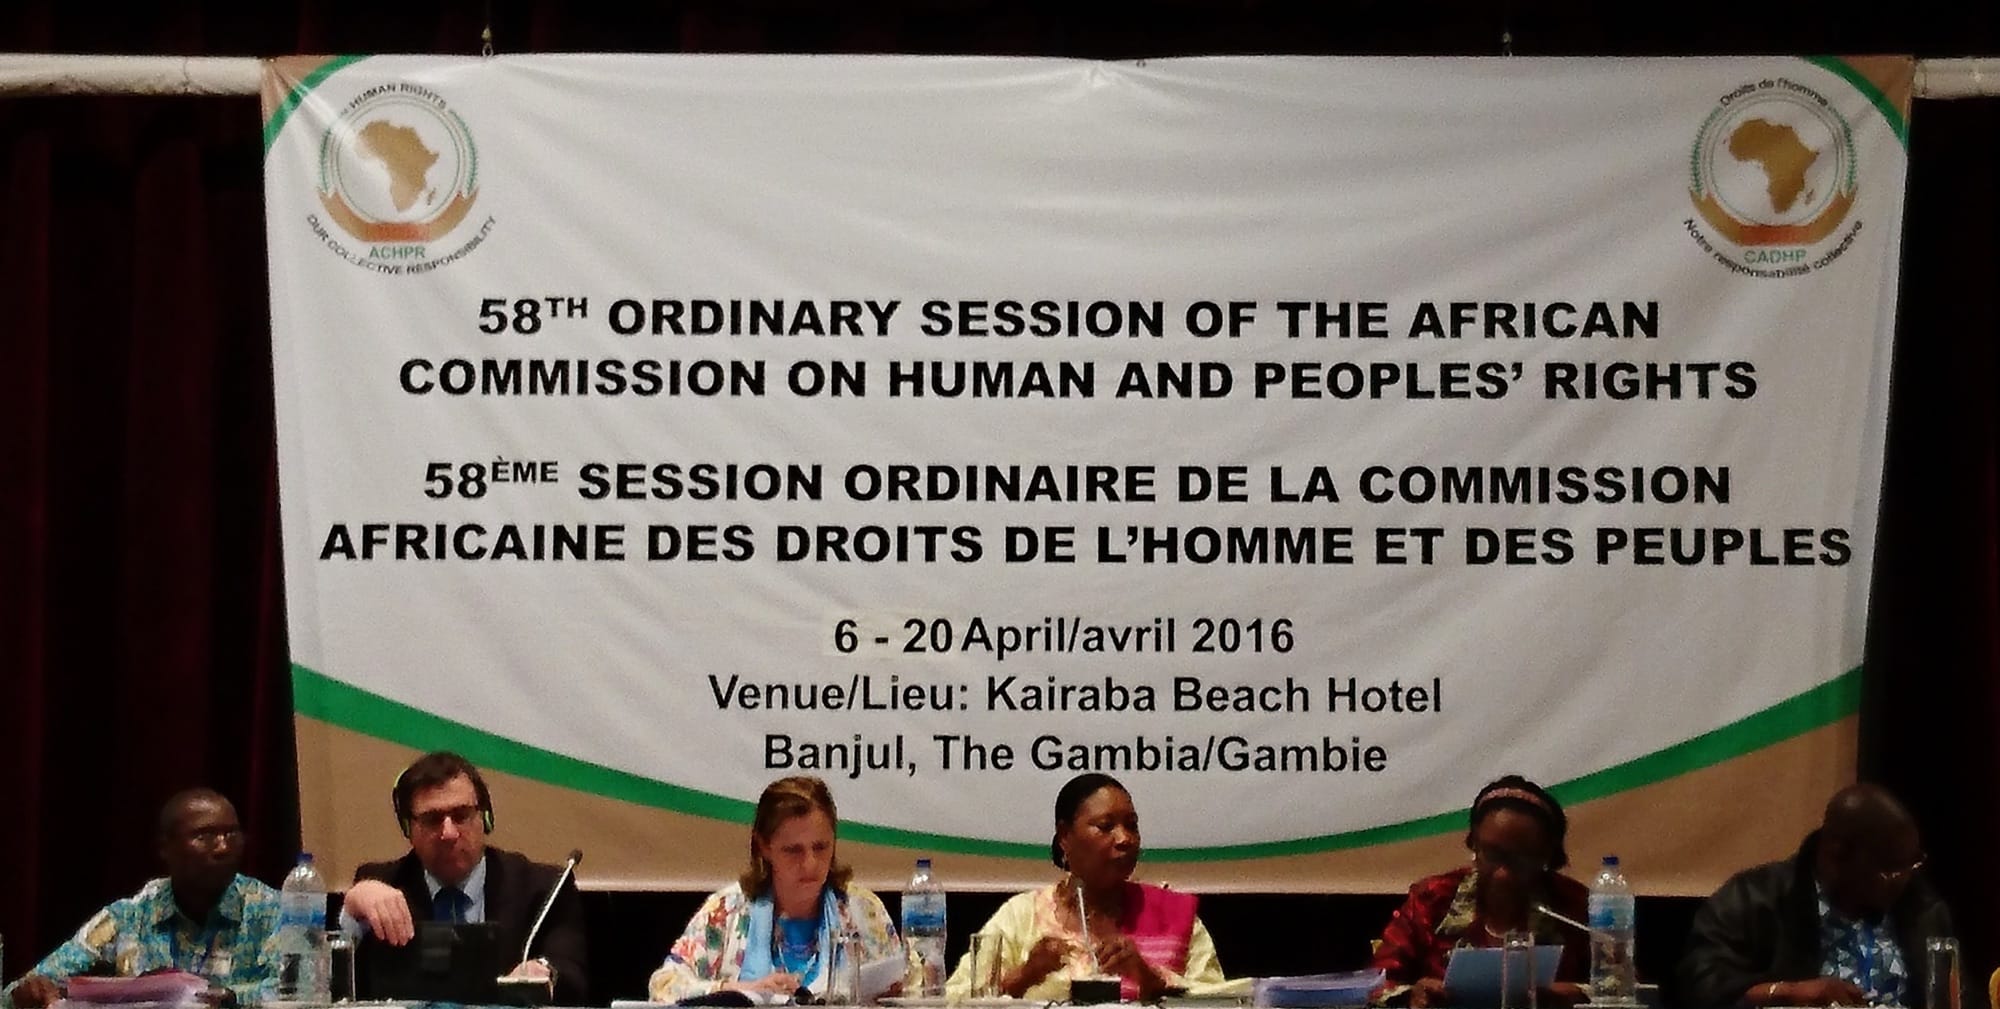 HUMAN RIGHTS
ACHPR
OUR COLLECTIVE RESPONSIBILITY
Droits de l'homme
CADHP
Notre responsabilité collective
58TH ORDINARY SESSION OF THE AFRICAN
COMMISSION ON HUMAN AND PEOPLES' RIGHTS
58ÈME SESSION ORDINAIRE DE LA COMMISSION
AFRICAINE DES DROITS DE L'HOMME ET DES PEUPLES
6 - 20 April/avril 2016
Venue/Lieu: Kairaba Beach Hotel
Banjul, The Gambia/Gambie